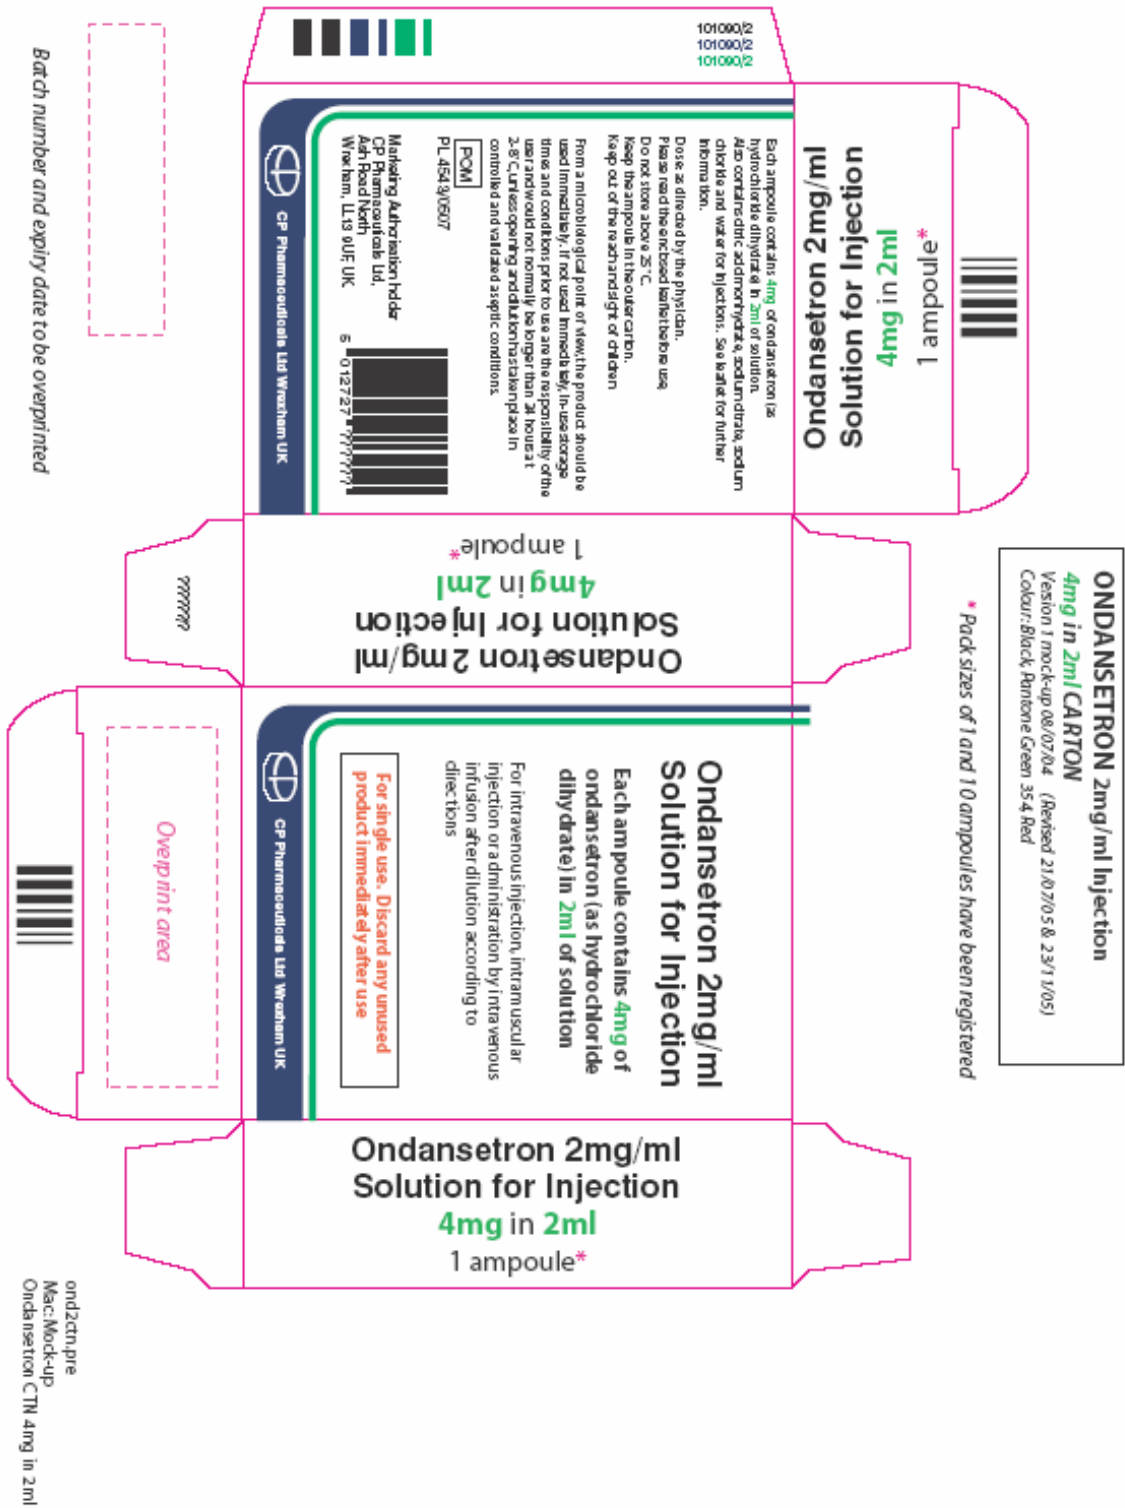 101090/2
101090/2
101090/2
Batch number and expiry date to be overprinted
1 ampoule*
4mg in 2ml
Solution for Injection
Ondansetron 2mg/ml
Each ampoule contains 4mg of ondansetron (as
hydrochloride dihydrate) in 2ml of solution.
Also contains citric acid monohydrate, sodium citrate, sodium
chloride and water for injections. See leaflet for further
information.
Dose: as directed by the physician.
Please read the enclosed leaflet before use.
Do not store above 25°C.
Keep the ampoule in the outer carton.
Keep out of the reach and sight of children
From a microbiological point of view, the product should be
used immediately. If not used immediately, in-use storage
times and conditions prior to use are the responsibility of the
user and would not normally be longer than 24 hours at
2-8°C, unless opening and dilution has taken place in
controlled and validated aseptic conditions.
POM
PL 4543/0507
Marketing Authorisation holder
CP Pharmaceuticals Ltd,
Ash Road North
Wrexham, LL13 9UF, UK
5 012727 ???????
CP Pharmaceuticals Ltd Wrexham UK
Ondansetron 2mg/ml
Solution for Injection
4mg in 2ml
1 ampoule*
???????
ONDANSETRON 2mg/ml Injection
4mg in 2ml CARTON
Version 1 mock-up 08/07/04 (Revised 21/07/05 & 23/11/05)
Colour: Black, Pantone Green 354, Red
* Pack sizes of 1 and 10 ampoules have been registered
Ondansetron 2mg/ml
Solution for Injection
Each ampoule contains 4mg of
ondansetron (as hydrochloride
dihydrate) in 2ml of solution
For intravenous injection, intramuscular
injection or administration by intravenous
infusion after dilution according to
directions
For single use. Discard any unused
product immediately after use
CP Pharmaceuticals Ltd Wrexham UK
Overprint area
Ondansetron 2mg/ml
Solution for Injection
4mg in 2ml
1 ampoule*
ond2ctn.pre
Mac: Mock-up
Ondansetron CTN 4mg in 2ml